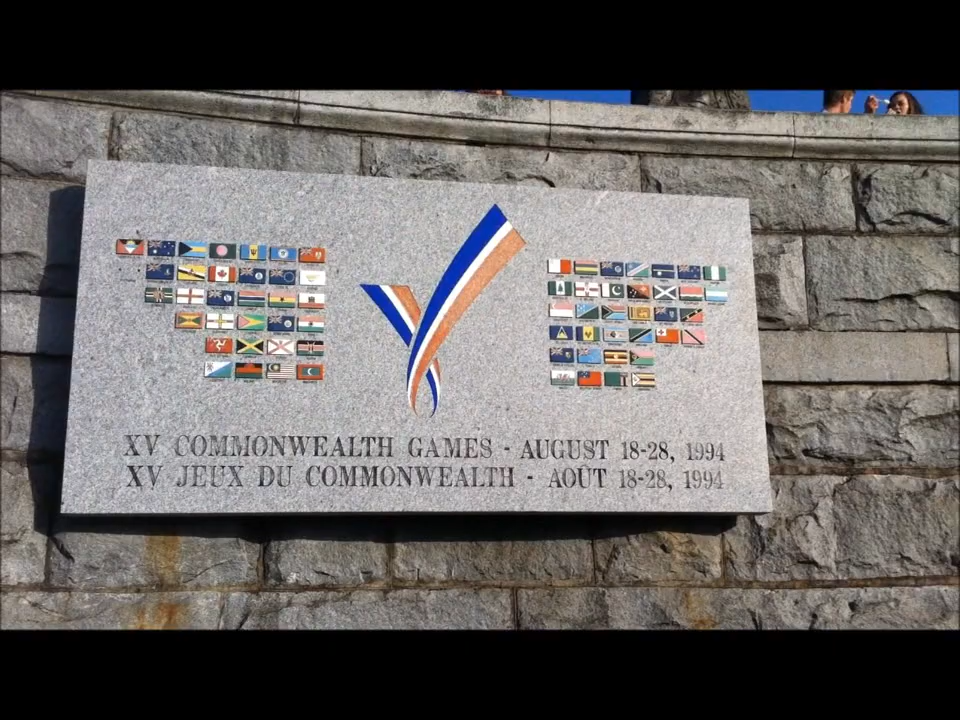 XV COMMONWEALTH GAMES - AUGUST 18-28, 1994
XV JEUX DU COMMONWEALTH - AOÛT 18-28, 1994